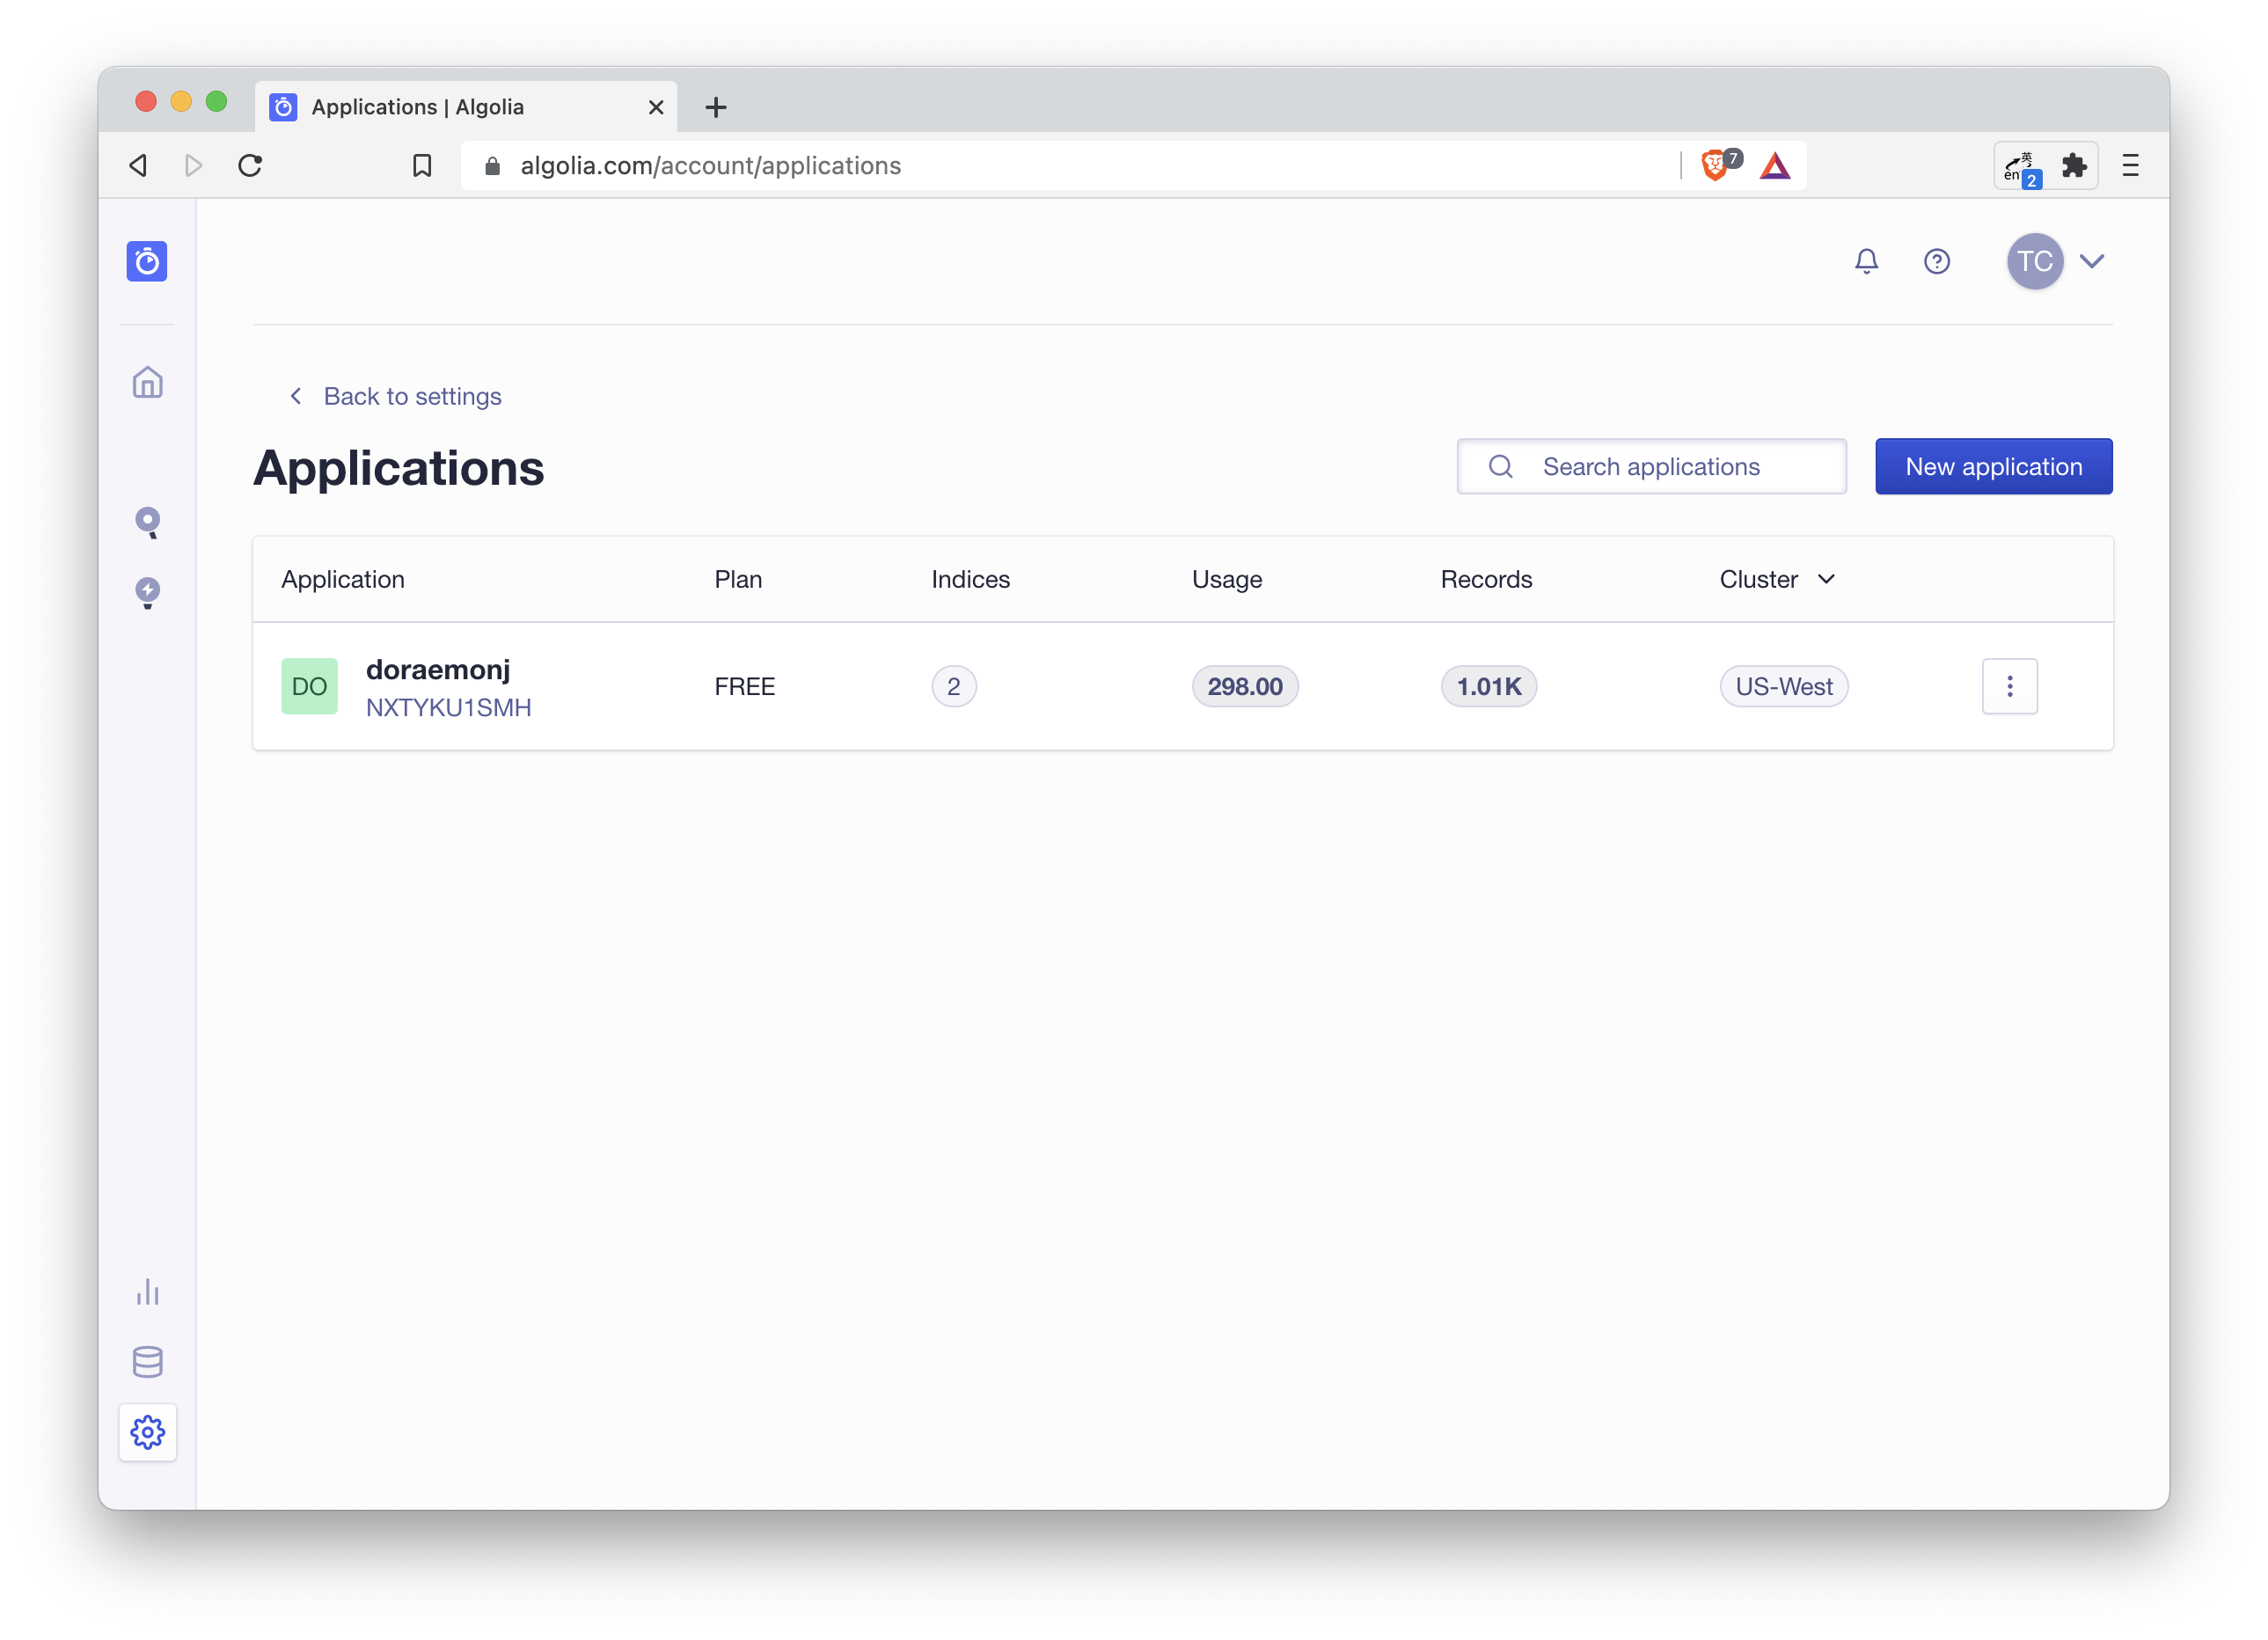 Applications | Algolia
algolia.com/account/applications
7
英
en
2
TC
Back to settings
Applications
Search applications
New application
Application Plan Indices Usage Records Cluster
DO
doraemonj
NXTYKU1SMH
FREE 2 298.00 1.01K US-West